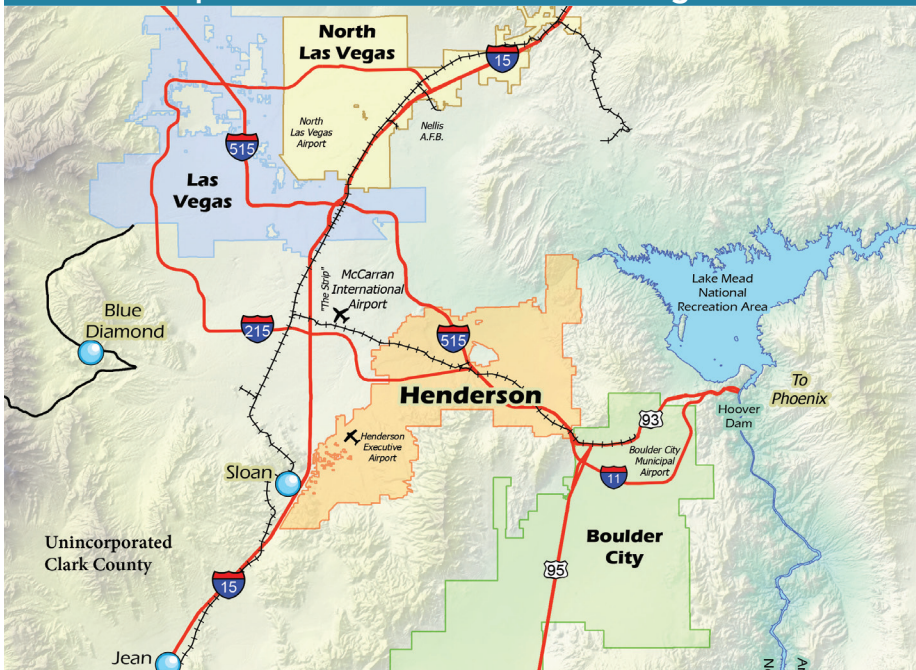 North
Las Vegas
15
North
Las Vegas
Airport
Nellis
A.F.B.
515
Las
Vegas
"The Strip"
McCarran
International
Airport
Lake Mead
National
Recreation Area
Blue
Diamond
215
515
To
Phoenix
Henderson
Hoover
Dam
93
Henderson
Executive
Airport
Boulder City
Municipal
Airport
Sloan
11
Unincorporated
Clark County
Boulder
City
95
15
Jean